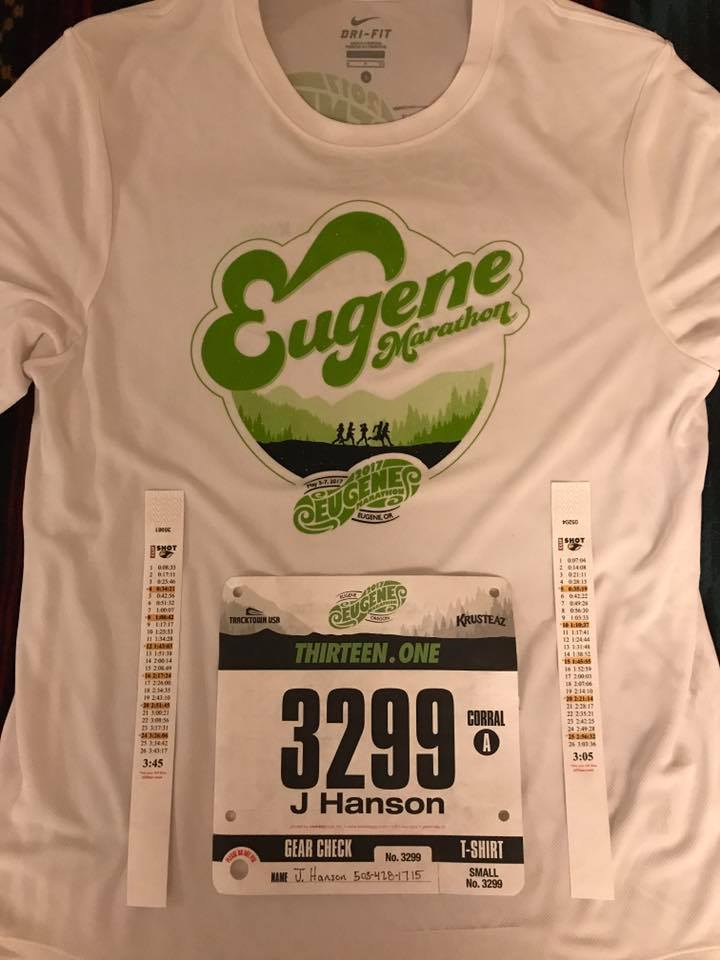 DRI-FIT
S
2017
Eugene
Marathon
May 5-7, 2017
2017
EUGENE
MARATHON
EUGENE, OR
SHOT
1 0:08:35
2 0:17:11
3 0:25:46
4 0:34:21
5 0:42:56
6 0:51:32
7 1:00:07
8 1:08:42
9 1:17:17
10 1:25:53
11 1:34:28
12 1:43:03
13 1:51:38
14 2:00:14
15 2:08:49
16 2:17:24
17 2:26:00
18 2:34:35
19 2:43:10
20 2:51:45
21 3:00:21
22 3:08:56
23 3:17:31
24 3:26:06
25 3:34:42
26 3:43:17
3:45
SHOT
05204
1 0:07:04
2 0:14:08
3 0:21:11
4 0:28:15
5 0:35:19
6 0:42:22
7 0:49:26
8 0:56:30
9 1:03:33
10 1:10:37
11 1:17:41
12 1:24:44
13 1:31:48
14 1:38:52
15 1:45:55
16 1:52:59
17 2:00:03
18 2:07:06
19 2:14:10
20 2:21:14
21 2:28:17
22 2:35:21
23 2:42:25
24 2:49:28
25 2:56:32
26 3:03:36
3:05
TRACKTOWN USA
EUGENE
2017
EUGENE
MARATHON
OREGON
KRUSTEAZ
THIRTEEN.ONE
3299
CORRAL
A
J Hanson
GEAR CHECK
No. 3299
T-SHIRT
NAME J. Hanson 503-428-1715
SMALL
No. 3299